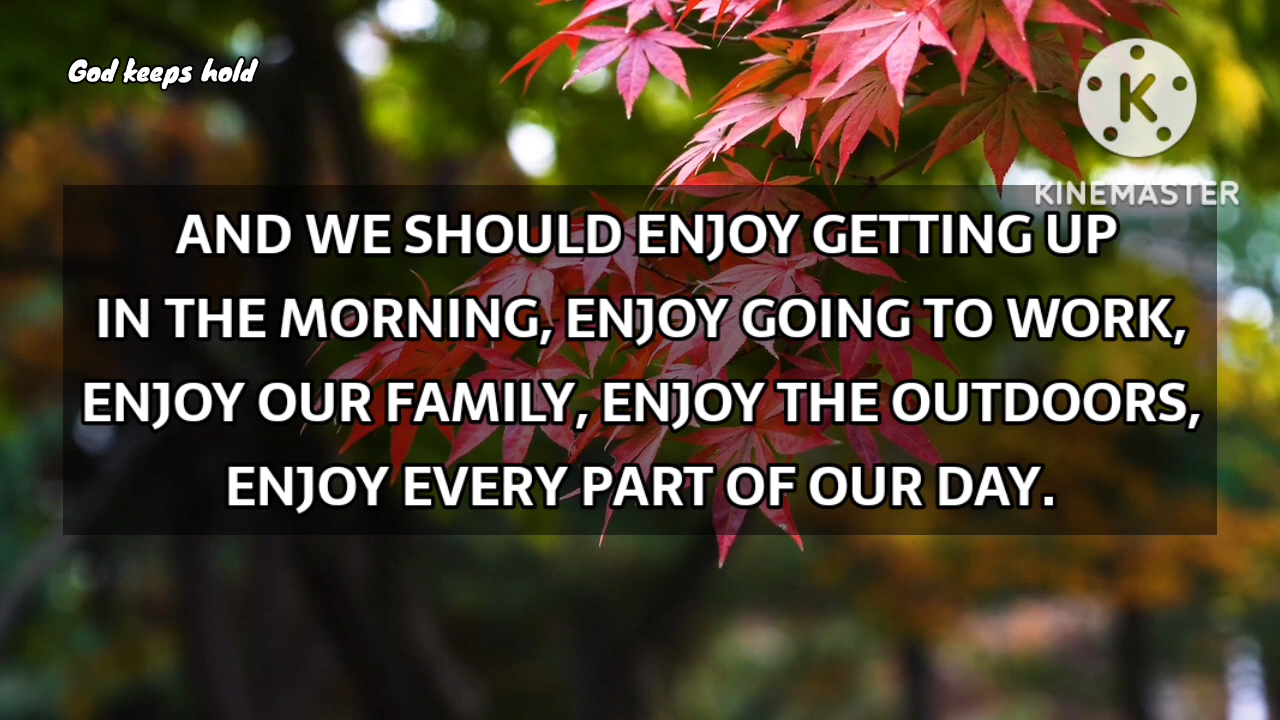 God keeps hold
K
KINEMASTER
AND WE SHOULD ENJOY GETTING UP
IN THE MORNING, ENJOY GOING TO WORK,
ENJOY OUR FAMILY, ENJOY THE OUTDOORS,
ENJOY EVERY PART OF OUR DAY.